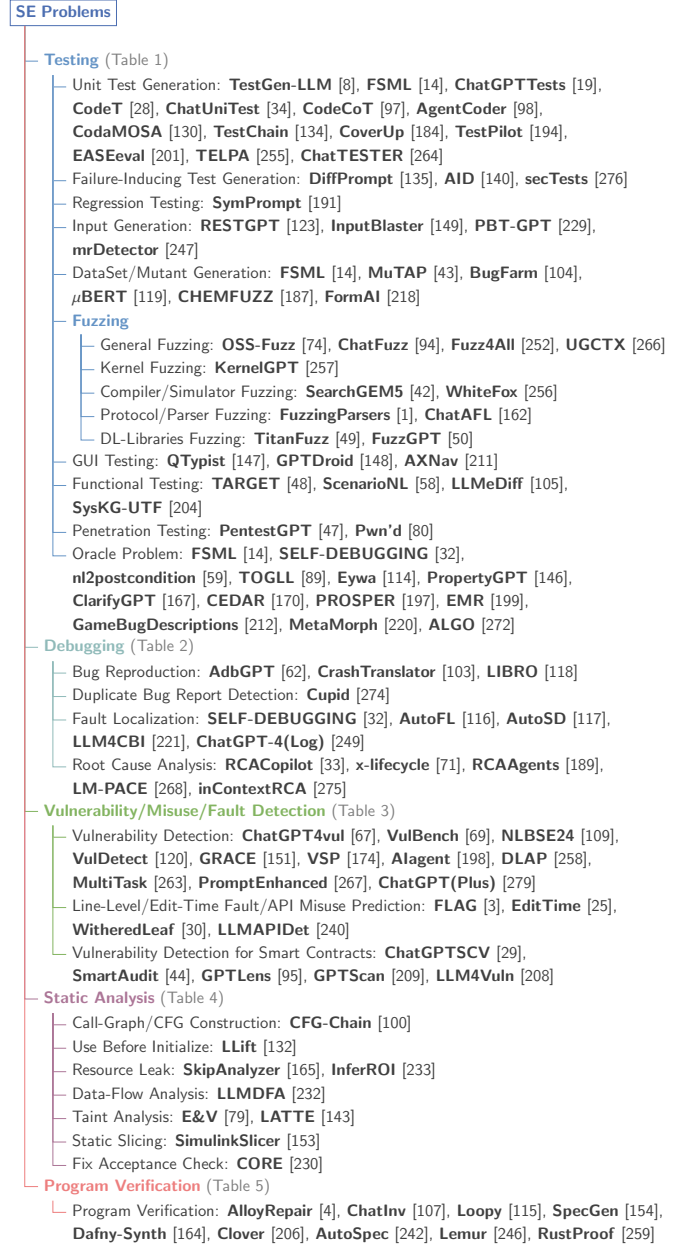 SE Problems
Testing (Table 1)
Unit Test Generation: TestGen-LLM [8], FSML [14], ChatGPTTests [19],
CodeT [28], ChatUniTest [34], CodeCoT [97], AgentCoder [98],
CodaMOSA [130], TestChain [134], CoverUp [184], TestPilot [194],
EASEeval [201], TELPA [255], ChatTESTER [264]
Failure-Inducing Test Generation: DiffPrompt [135], AID [140], secTests [276]
Regression Testing: SymPrompt [191]
Input Generation: RESTGPT [123], InputBlaster [149], PBT-GPT [229],
mrDetector [247]
DataSet/Mutant Generation: FSML [14], MuTAP [43], BugFarm [104],
μBERT [119], CHEMFUZZ [187], FormAI [218]
Fuzzing
General Fuzzing: OSS-Fuzz [74], ChatFuzz [94], Fuzz4All [252], UGCTX [266]
Kernel Fuzzing: KernelGPT [257]
Compiler/Simulator Fuzzing: SearchGEM5 [42], WhiteFox [256]
Protocol/Parser Fuzzing: FuzzingParsers [1], ChatAFL [162]
DL-Libraries Fuzzing: TitanFuzz [49], FuzzGPT [50]
GUI Testing: QTypist [147], GPTDroid [148], AXNav [211]
Functional Testing: TARGET [48], ScenarioNL [58], LLMeDiff [105],
SysKG-UTF [204]
Penetration Testing: PentestGPT [47], Pwn'd [80]
Oracle Problem: FSML [14], SELF-DEBUGGING [32],
nl2postcondition [59], TOGLL [89], Eywa [114], PropertyGPT [146],
ClarifyGPT [167], CEDAR [170], PROSPER [197], EMR [199],
GameBugDescriptions [212], MetaMorph [220], ALGO [272]
Debugging (Table 2)
Bug Reproduction: AdbGPT [62], CrashTranslator [103], LIBRO [118]
Duplicate Bug Report Detection: Cupid [274]
Fault Localization: SELF-DEBUGGING [32], AutoFL [116], AutoSD [117],
LLM4CBI [221], ChatGPT-4(Log) [249]
Root Cause Analysis: RCACopilot [33], x-lifecycle [71], RCAAgents [189],
LM-PACE [268], inContextRCA [275]
Vulnerability/Misuse/Fault Detection (Table 3)
Vulnerability Detection: ChatGPT4vul [67], VulBench [69], NLBSE24 [109],
VulDetect [120], GRACE [151], VSP [174], AIagent [198], DLAP [258],
MultiTask [263], PromptEnhanced [267], ChatGPT(Plus) [279]
Line-Level/Edit-Time Fault/API Misuse Prediction: FLAG [3], EditTime [25],
WitheredLeaf [30], LLMAPIDet [240]
Vulnerability Detection for Smart Contracts: ChatGPTSCV [29],
SmartAudit [44], GPTLens [95], GPTScan [209], LLM4Vuln [208]
Static Analysis (Table 4)
Call-Graph/CFG Construction: CFG-Chain [100]
Use Before Initialize: LLift [132]
Resource Leak: SkipAnalyzer [165], InferROI [233]
Data-Flow Analysis: LLMDFA [232]
Taint Analysis: E&V [79], LATTE [143]
Static Slicing: SimulinkSlicer [153]
Fix Acceptance Check: CORE [230]
Program Verification (Table 5)
Program Verification: AlloyRepair [4], ChatInv [107], Loopy [115], SpecGen [154],
Dafny-Synth [164], Clover [206], AutoSpec [242], Lemur [246], RustProof [259]